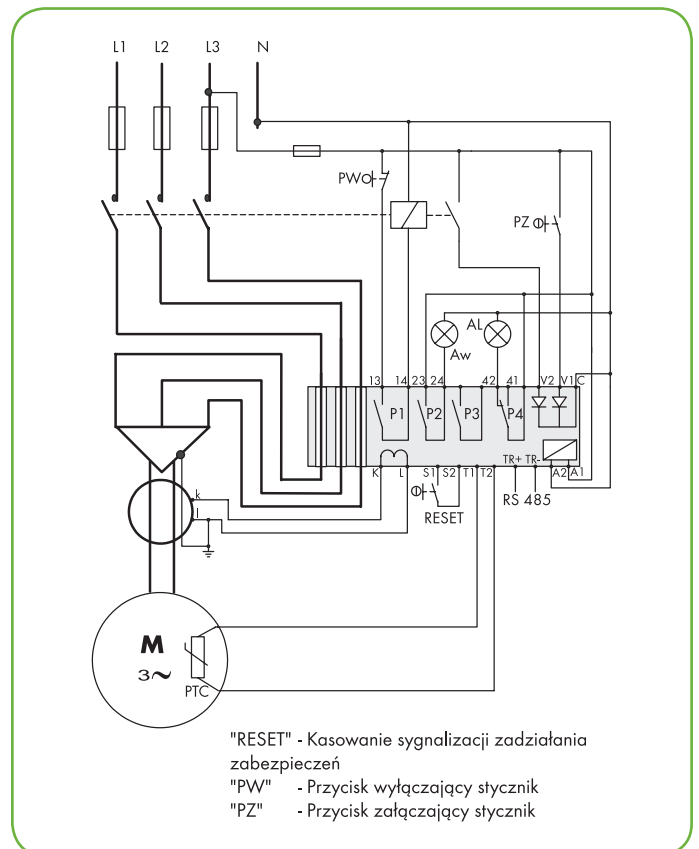 L1 L2 L3 N
PW
PZ
AL
Aw
13 14 23 24 42 41 V2 V1 C
P1 P2 P3 P4
TR+ TR-
K L S1 S2 T1 T2 A2 A1
RS 485
RESET
k
l
M
3~
PTC
"RESET" - Kasowanie sygnalizacji zadziałania
zabezpieczeń
"PW" - Przycisk wyłączający stycznik
"PZ" - Przycisk załączający stycznik